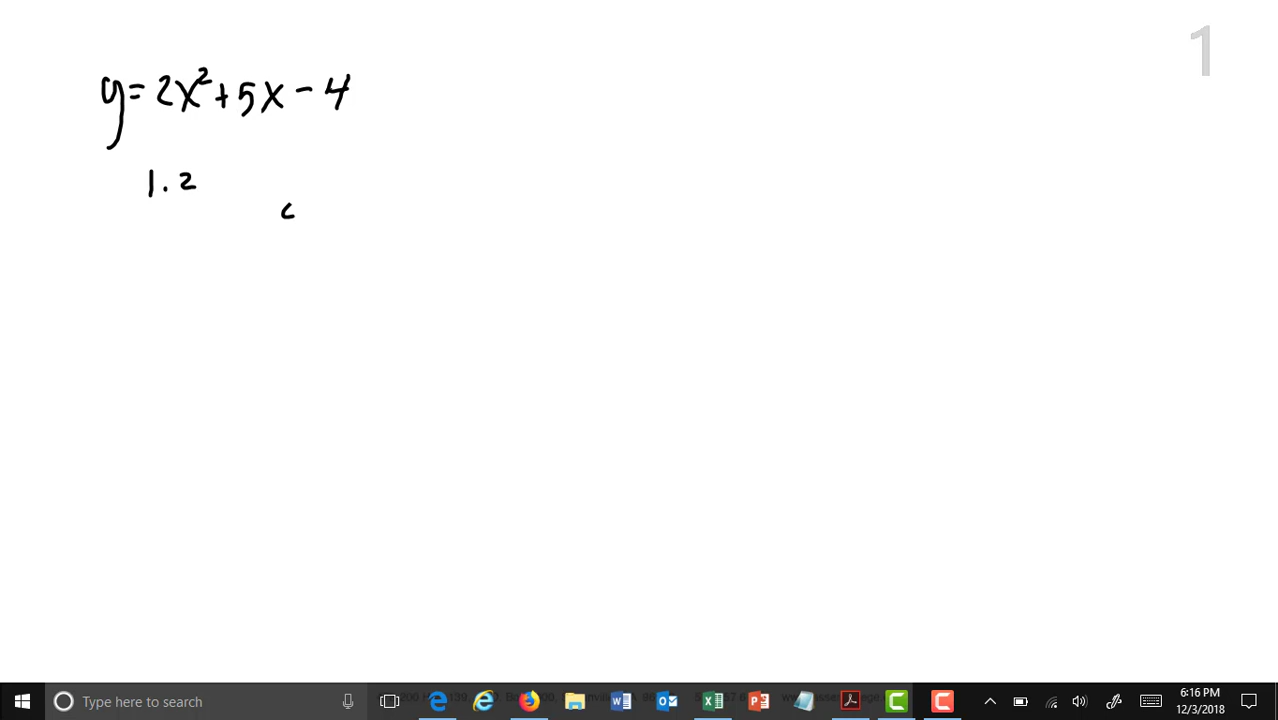 1
y = 2x² + 5x - 4
1.2
c
Type here to search
6:16 PM
12/3/2018